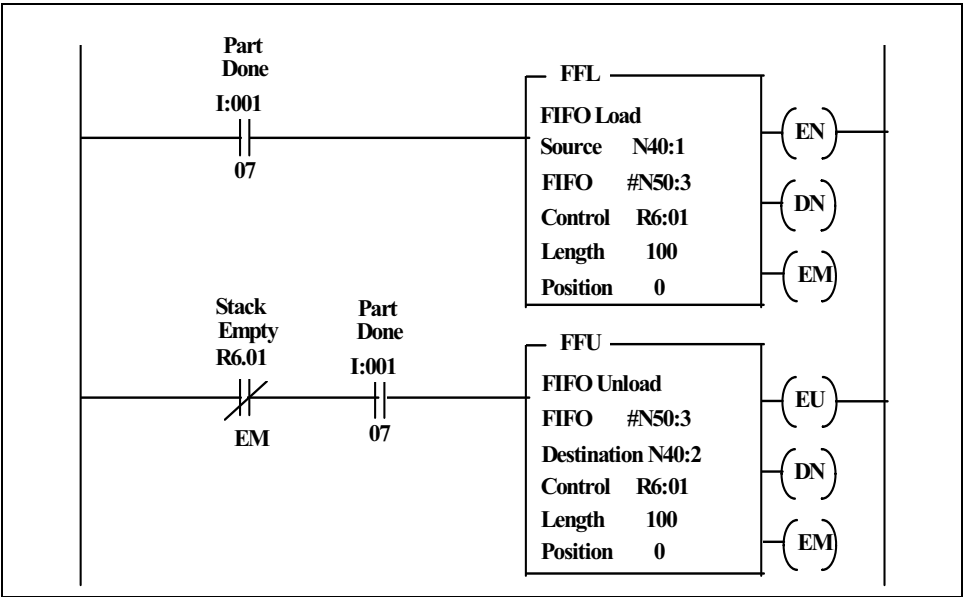 Part
Done
I:001
07
FFL
FIFO Load
Source N40:1
FIFO #N50:3
Control R6:01
Length 100
Position 0
EN
DN
EM
Stack
Empty
R6.01
EM
Part
Done
I:001
07
FFU
FIFO Unload
FIFO #N50:3
Destination N40:2
Control R6:01
Length 100
Position 0
EU
DN
EM